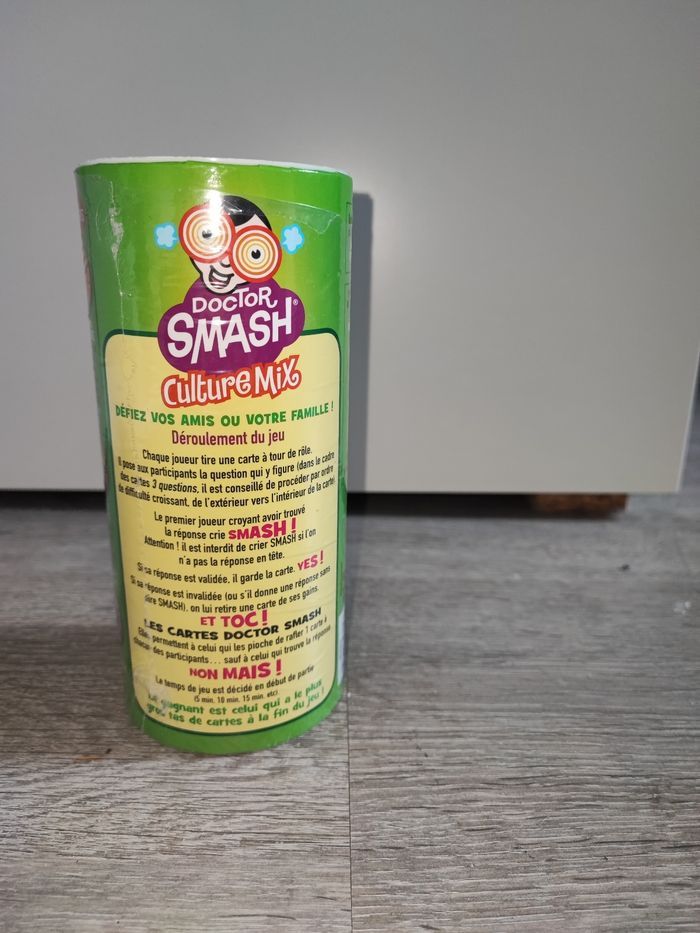 DOCTOR
SMASH®
Culture Mix
DÉFIEZ VOS AMIS OU VOTRE FAMILLE !
Déroulement du jeu
Chaque joueur tire une carte à tour de rôle.
Il pose aux participants la question qui y figure (dans le cadre
des cartes 3 questions, il est conseillé de procéder par ordre
de difficulté croissant, de l'extérieur vers l'intérieur de la carte)
Le premier joueur croyant avoir trouvé
la réponse crie SMASH !
Attention ! il est interdit de crier SMASH si l'on
n'a pas la réponse en tête.
Si sa réponse est validée, il garde la carte. YES !
Si sa réponse est invalidée (ou s'il donne une réponse sans
dire SMASH), on lui retire une carte de ses gains.
ET TOC !
LES CARTES DOCTOR SMASH
Elles permettent à celui qui les pioche de rafler 1 carte à
chacun des participants... sauf à celui qui trouve la réponse
NON MAIS !
Le temps de jeu est décidé en début de partie
(5 min, 10 min, 15 min, etc).
Le gagnant est celui qui a le plus
gros tas de cartes à la fin du jeu !